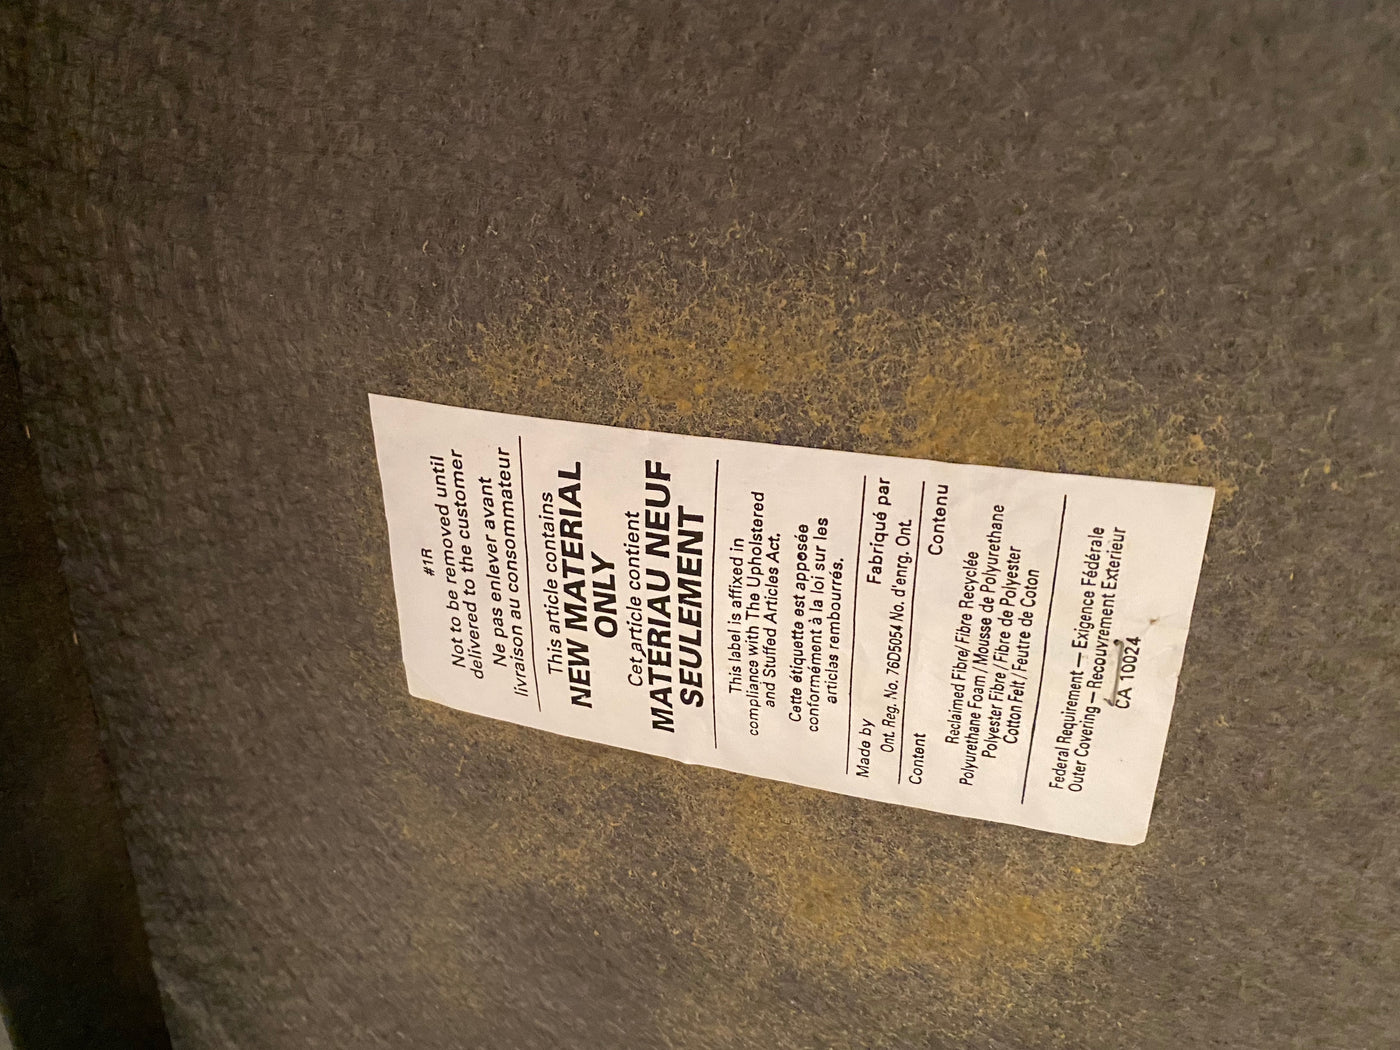 #1R
Not to be removed until
delivered to the customer
Ne pas enlever avant
livraison au consommateur
This article contains
NEW MATERIAL
ONLY
Cet article contient
MATERIAU NEUF
SEULEMENT
This label is affixed in
compliance with The Upholstered
and Stuffed Articles Act.
Cette étiquette est apposée
conformément à la loi sur les
articlas rembourrés.
Made by Fabriqué par
Ont. Reg. No. 76D5054 No. d'enrg. Ont.
Content Contenu
Reclaimed Fibre/Fibre Recyclée
Polyurethane Foam / Mousse de Polyurethane
Polyester Fibre / Fibre de Polyester
Cotton Felt / Feutre de Coton
Federal Requirement — Exigence Fédérale
Outer Covering — Recouvrement Exterieur
CA 10024